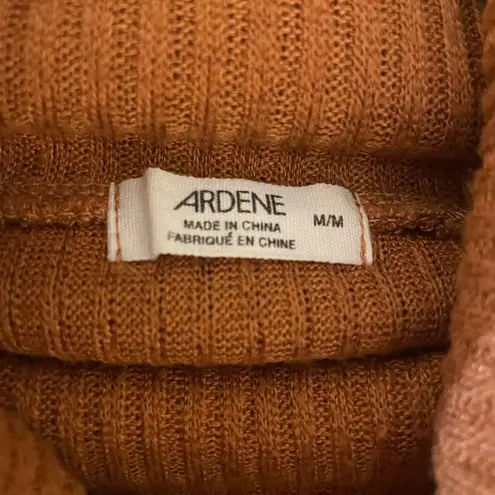 ARDENE M/M
MADE IN CHINA
FABRIQUÉ EN CHINE